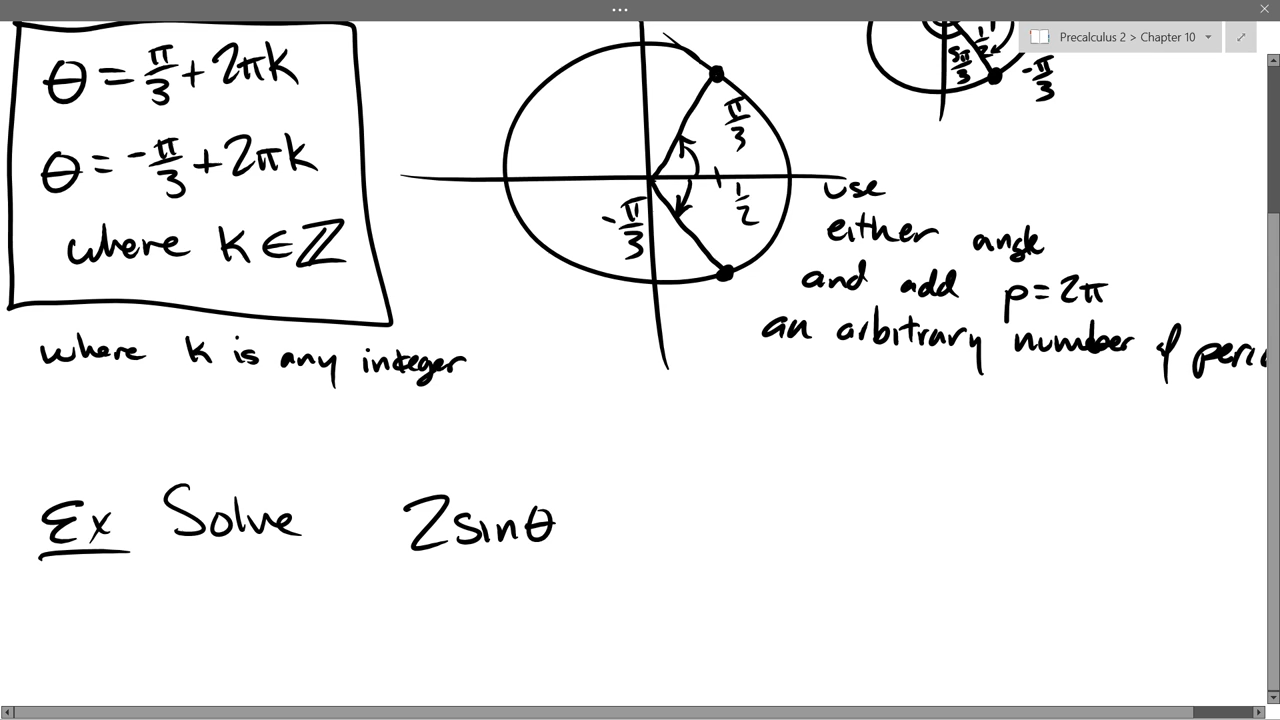 Precalculus 2 > Chapter 10
θ = π/3 + 2πk
θ = -π/3 + 2πk
where k ∈ ℤ
where k is any integer
π/3
-π/3
1/2
5π/3
1/2
-π/3
use
either angle
and add p = 2π
an arbitrary number of
Ex Solve 2sinθ